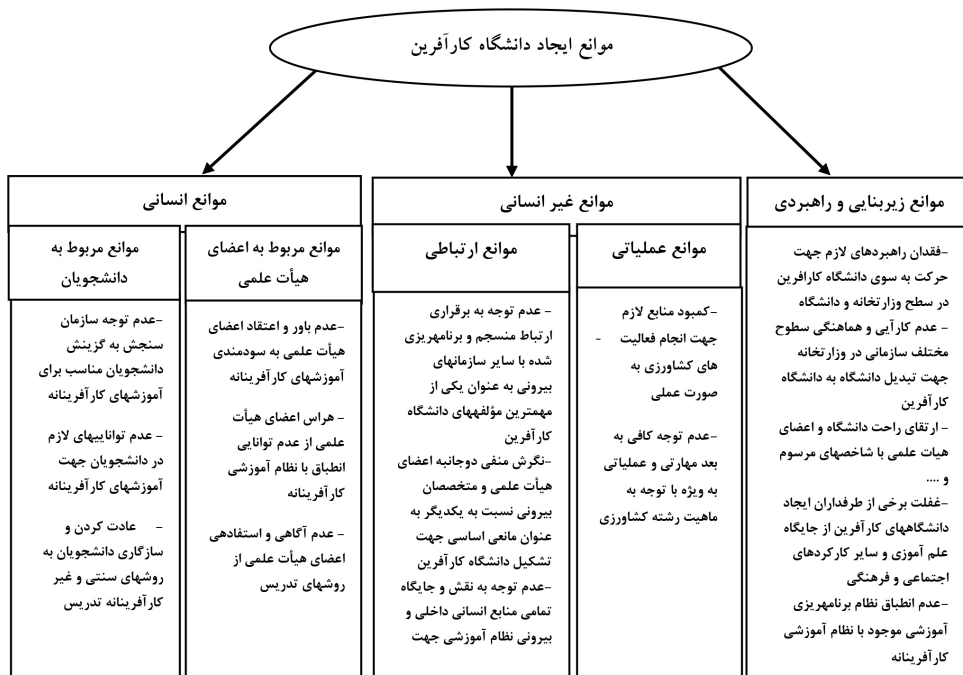 موانع ایجاد دانشگاه کارآفرین
موانع زیربنایی و راهبردی
-فقدان راهبردهای لازم جهت
حرکت به سوی دانشگاه کارافرین
در سطح وزارتخانه و دانشگاه
- عدم کارآیی و هماهنگی سطوح
مختلف سازمانی در وزارتخانه
جهت تبدیل دانشگاه به دانشگاه
کارآفرین
- ارتقای راحت دانشگاه و اعضای
هیات علمی با شاخصهای مرسوم
و ....
-غفلت برخی از طرفداران ایجاد
دانشگاههای کارآفرین از جایگاه
علم آموزی و سایر کارکردهای
اجتماعی و فرهنگی
-عدم انطباق نظام برنامهریزی
آموزشی موجود با نظام آموزشی
کارآفرینانه
موانع غیر انسانی
موانع عملیاتی
-کمبود منابع لازم
جهت انجام فعالیت -
های کشاورزی به
صورت عملی
-عدم توجه کافی به
بعد مهارتی و عملیاتی
به ویژه با توجه به
ماهیت رشته کشاورزی
موانع ارتباطی
- عدم توجه به برقراری
ارتباط منسجم و برنامهریزی
شده با سایر سازمانهای
بیرونی به عنوان یکی از
مهمترین مؤلفههای دانشگاه
کارآفرین
-نگرش منفی دوجانبه اعضای
هیأت علمی و متخصصان
بیرونی نسبت به یکدیگر به
عنوان مانعی اساسی جهت
تشکیل دانشگاه کارآفرین
-عدم توجه به نقش و جایگاه
تمامی منابع انسانی داخلی و
بیرونی نظام آموزشی جهت
موانع انسانی
موانع مربوط به اعضای
هیأت علمی
-عدم باور و اعتقاد اعضای
هیأت علمی به سودمندی
آموزشهای کارآفرینانه
- هراس اعضای هیأت
علمی از عدم توانایی
انطباق با نظام آموزشی
کارآفرینانه
- عدم آگاهی و استفادهی
اعضای هیأت علمی از
روشهای تدریس
موانع مربوط به
دانشجویان
-عدم توجه سازمان
سنجش به گزینش
دانشجویان مناسب برای
آموزشهای کارآفرینانه
- عدم تواناییهای لازم
در دانشجویان جهت
آموزشهای کارآفرینانه
- عادت کردن و
سازگاری دانشجویان به
روشهای سنتی و غیر
کارآفرینانه تدریس